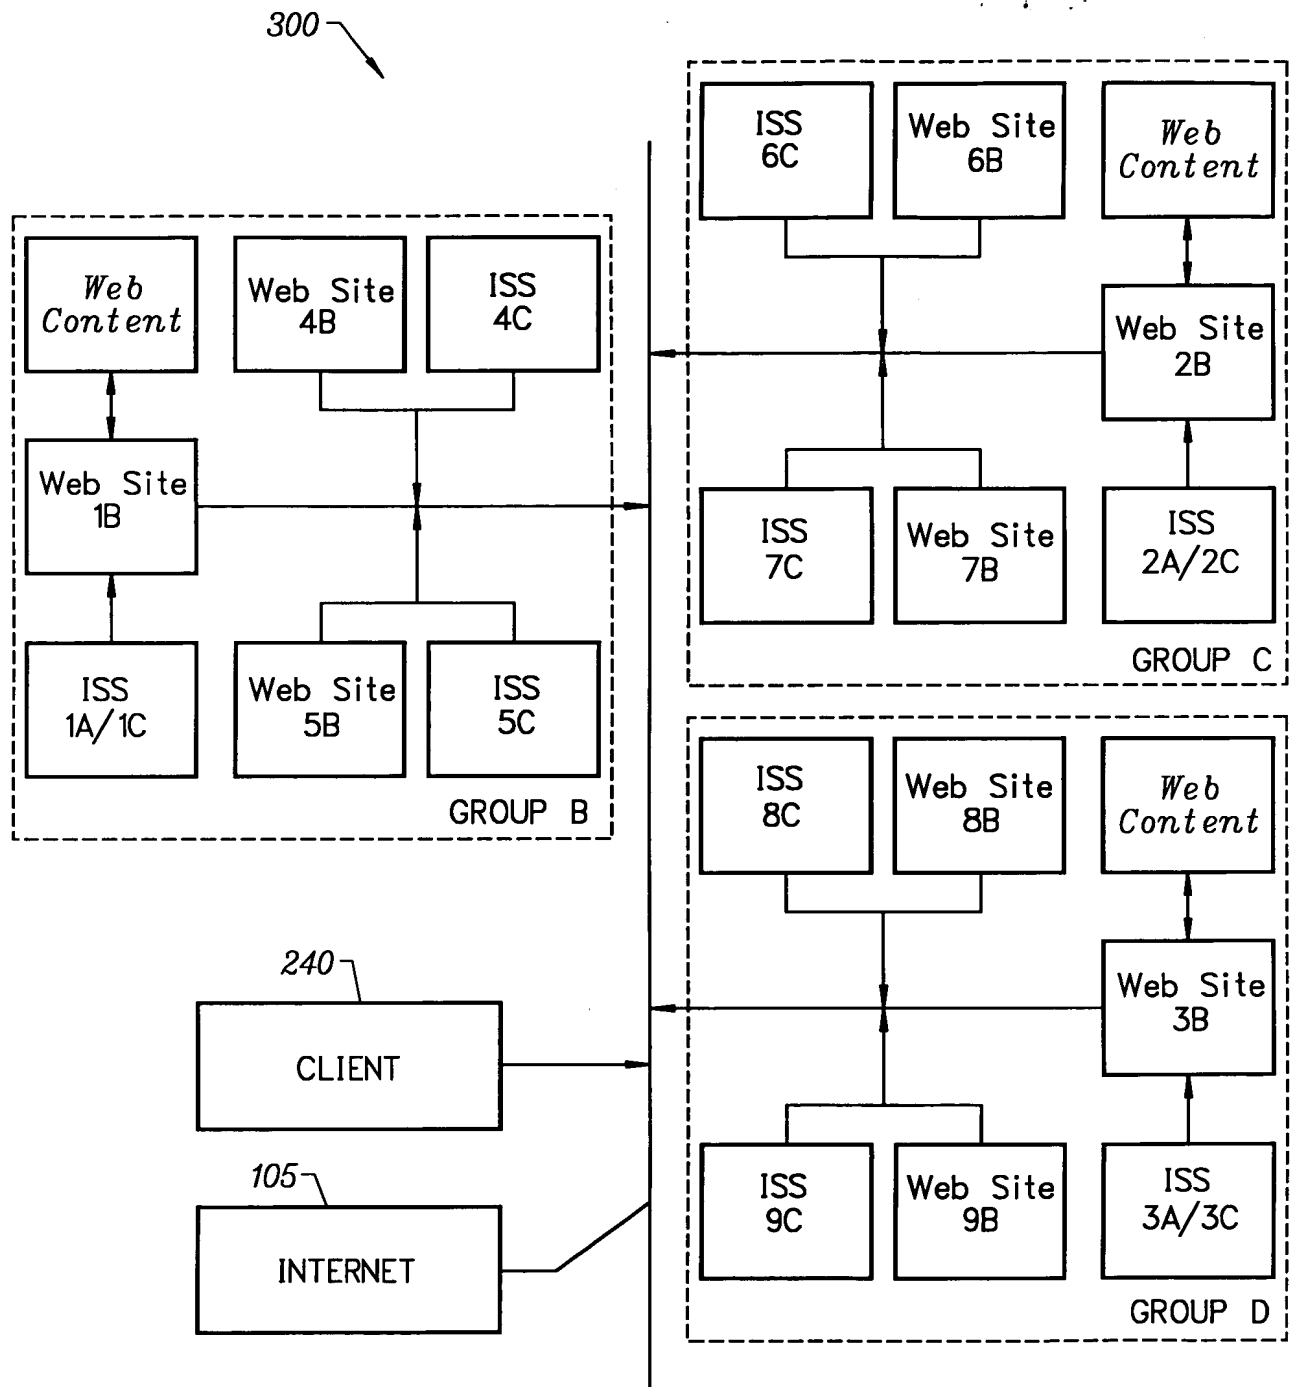 300
ISS
6C
Web Site
6B
Web
Content
Web Site
2B
ISS
7C
Web Site
7B
ISS
2A/2C
GROUP C
Web
Content
Web Site
4B
ISS
4C
Web Site
1B
ISS
1A/1C
Web Site
5B
ISS
5C
GROUP B
ISS
8C
Web Site
8B
Web
Content
Web Site
3B
ISS
9C
Web Site
9B
ISS
3A/3C
GROUP D
240
CLIENT
105
INTERNET